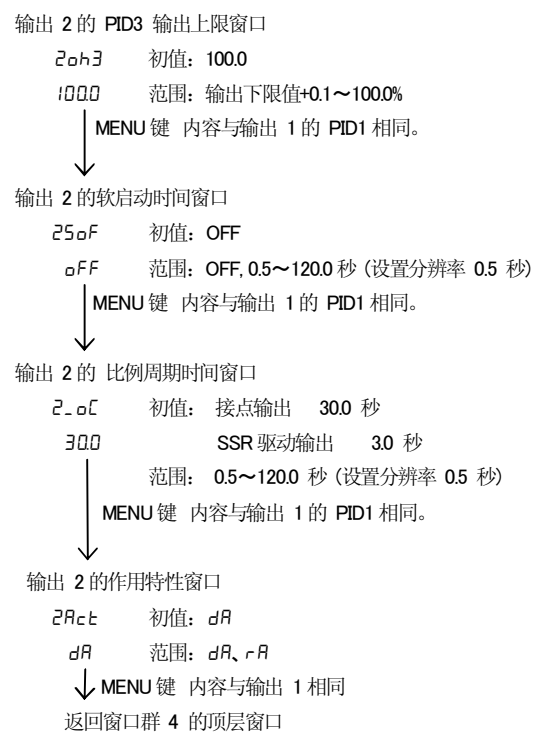 输出 2的 PID3 输出上限窗口
2oh3 初值：100.0
100.0 范围：输出下限值+0.1～100.0%
MENU 键 内容与输出 1 的 PID1 相同。
输出 2 的软启动时间窗口
2SoF 初值：OFF
oFF 范围：OFF, 0.5～120.0 秒（设置分辨率 0.5 秒）
MENU 键 内容与输出 1 的 PID1 相同。
输出 2 的 比例周期时间窗口
2_oC 初值： 接点输出 30.0 秒
30.0 SSR 驱动输出 3.0 秒
范围： 0.5～120.0 秒（设置分辨率 0.5 秒）
MENU 键 内容与输出 1 的 PID1 相同。
输出 2 的作用特性窗口
2Act 初值：dA
dA 范围：dA、rA
MENU 键 内容与输出 1 相同
返回窗口群 4 的顶层窗口